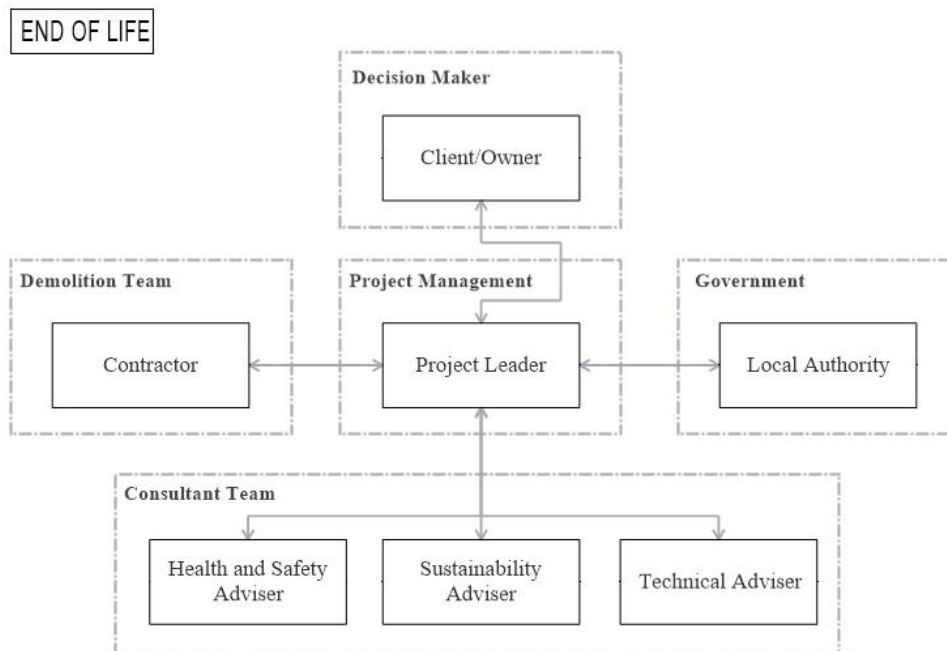 END OF LIFE
Decision Maker
Client/Owner
Demolition Team
Project Management
Government
Contractor
Project Leader
Local Authority
Consultant Team
Health and Safety
Adviser
Sustainability
Adviser
Technical Adviser